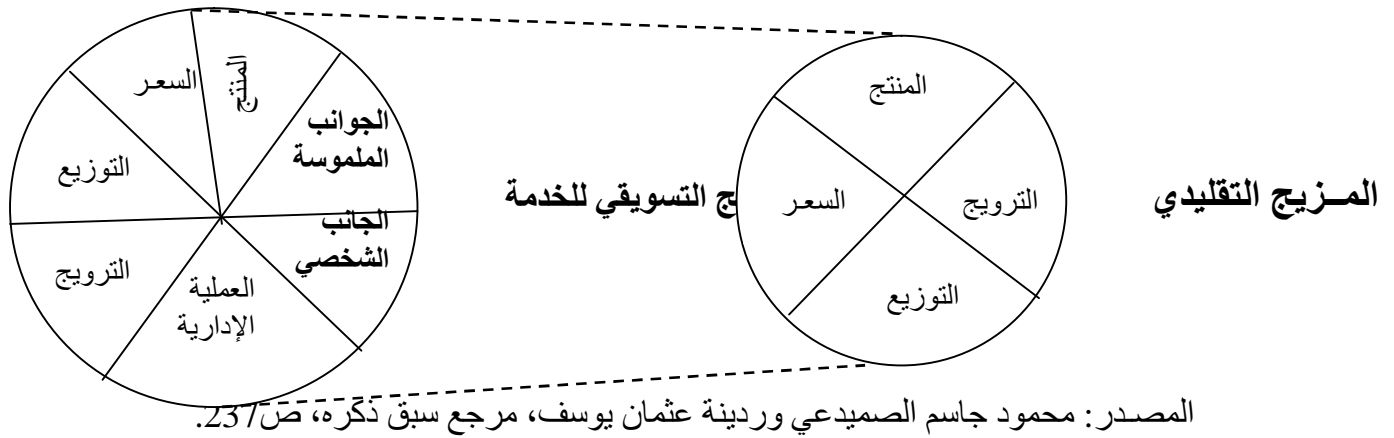 المـزيج التقليدي
المنتج
الترويج
السعر
التوزيع
ج التسويقي للخدمة
المنتج
السعر
الجوانب
الملموسة
التوزيع
الجانب
الشخصي
الترويج
العملية
الإدارية
المصدر: محمود جاسم الصميدعي وردينة عثمان يوسف، مرجع سبق ذكره، ص237.